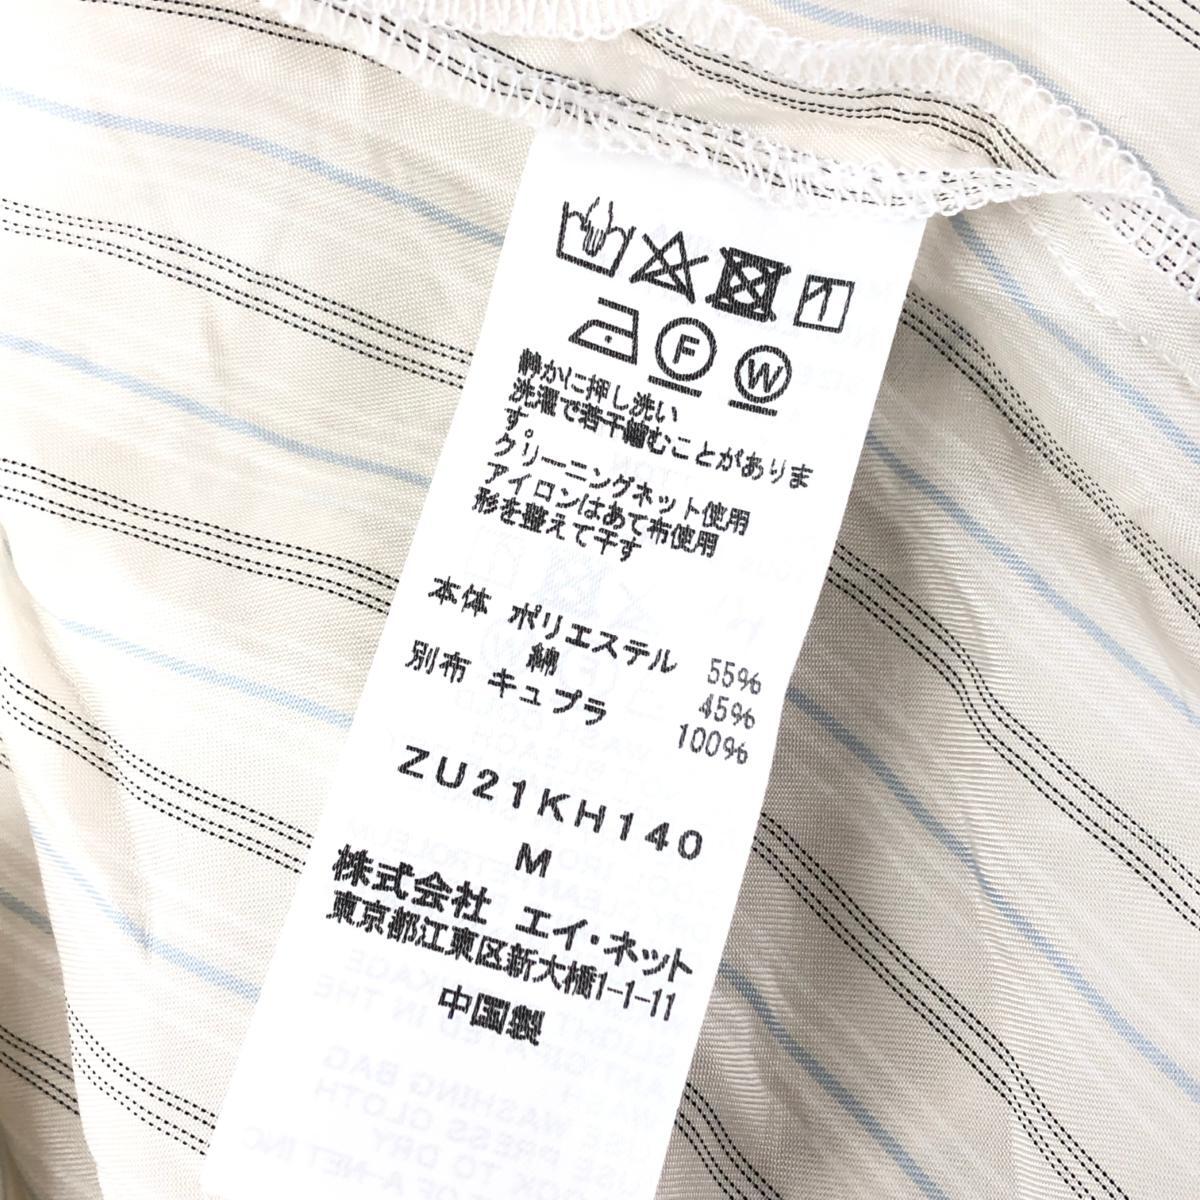 F W
静かに押し洗い
洗濯で若干縮むことがありま
す。
クリーニングネット使用
アイロンはあて布使用
形を整えて干す
本体 ポリエステル 55%
綿 45%
別布 キュプラ 100%
ZU21KH140
M
株式会社 エイ・ネット
東京都江東区新大橋1-1-11
中国製